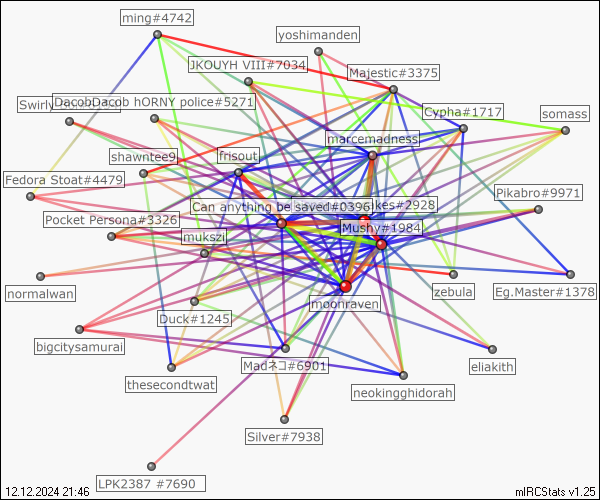 ming#4742
yoshimanden
JKOUYH VIII#7034
Majestic#3375
Swirly
DacobDacob hORNY police#5271
Cypha#1717
somass
marcemadness
shawntee9
frisout
Fedora Stoat#4479
Pikabro#9971
Can anything be saved#0396
ikes#2928
Pocket Persona#3326
Mushy#1984
mukszi
normalwan
zebula
Eg.Master#1378
moonraven
Duck#1245
bigcitysamurai
Madネコ#6901
eliakith
thesecondtwat
neokingghidorah
Silver#7938
LPK2387 #7690
12.12.2024 21:46
mIRCStats v1.25